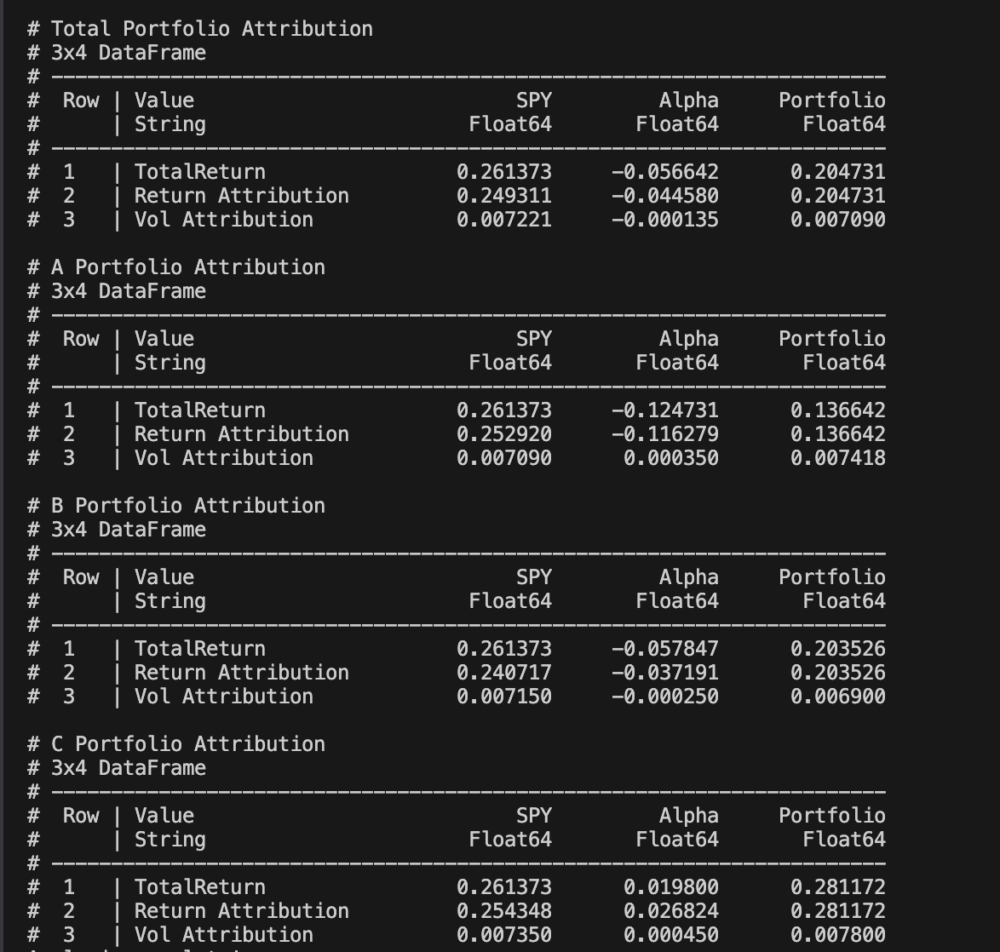 # Total Portfolio Attribution
# 3x4 DataFrame
# ----------------------------------------------------------------------
#  Row | Value                      SPY         Alpha     Portfolio
#      | String                 Float64       Float64       Float64
# ----------------------------------------------------------------------
#  1   | TotalReturn           0.261373     -0.056642      0.204731
#  2   | Return Attribution    0.249311     -0.044580      0.204731
#  3   | Vol Attribution       0.007221     -0.000135      0.007090
# A Portfolio Attribution
# 3x4 DataFrame
# ----------------------------------------------------------------------
#  Row | Value                      SPY         Alpha     Portfolio
#      | String                 Float64       Float64       Float64
# ----------------------------------------------------------------------
#  1   | TotalReturn           0.261373     -0.124731      0.136642
#  2   | Return Attribution    0.252920     -0.116279      0.136642
#  3   | Vol Attribution       0.007090      0.000350      0.007418
# B Portfolio Attribution
# 3x4 DataFrame
# ----------------------------------------------------------------------
#  Row | Value                      SPY         Alpha     Portfolio
#      | String                 Float64       Float64       Float64
# ----------------------------------------------------------------------
#  1   | TotalReturn           0.261373     -0.057847      0.203526
#  2   | Return Attribution    0.240717     -0.037191      0.203526
#  3   | Vol Attribution       0.007150     -0.000250      0.006900
# C Portfolio Attribution
# 3x4 DataFrame
# ----------------------------------------------------------------------
#  Row | Value                      SPY         Alpha     Portfolio
#      | String                 Float64       Float64       Float64
# ----------------------------------------------------------------------
#  1   | TotalReturn           0.261373      0.019800      0.281172
#  2   | Return Attribution    0.254348      0.026824      0.281172
#  3   | Vol Attribution       0.007350      0.000450      0.007800